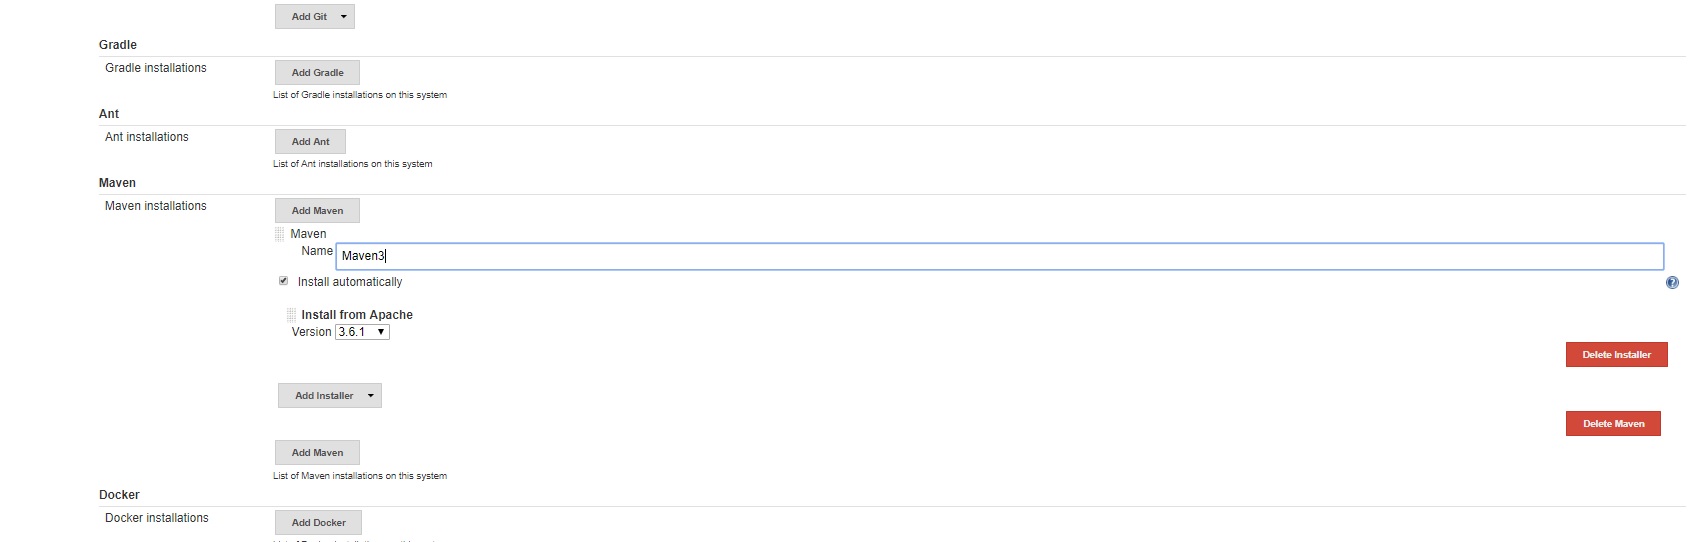 Add Git
Gradle
Gradle installations
Add Gradle
List of Gradle installations on this system
Ant
Ant installations
Add Ant
List of Ant installations on this system
Maven
Maven installations
Add Maven
Maven
Name
Maven3
Install automatically
Install from Apache
Version 3.6.1
Delete Installer
Add Installer
Delete Maven
Add Maven
List of Maven installations on this system
Docker
Docker installations
Add Docker